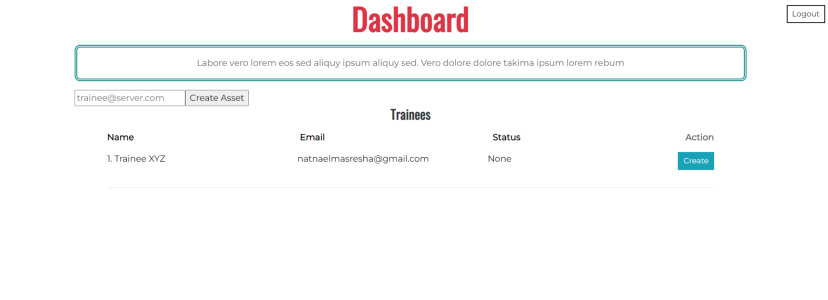 Dashboard
Logout
Labore vero lorem eos sed aliquy ipsum aliquy sed. Vero dolore dolore takima ipsum lorem rebum
trainee@server.com Create Asset
Trainees
Name Email Status Action
1. Trainee XYZ natnaelmasresha@gmail.com None Create